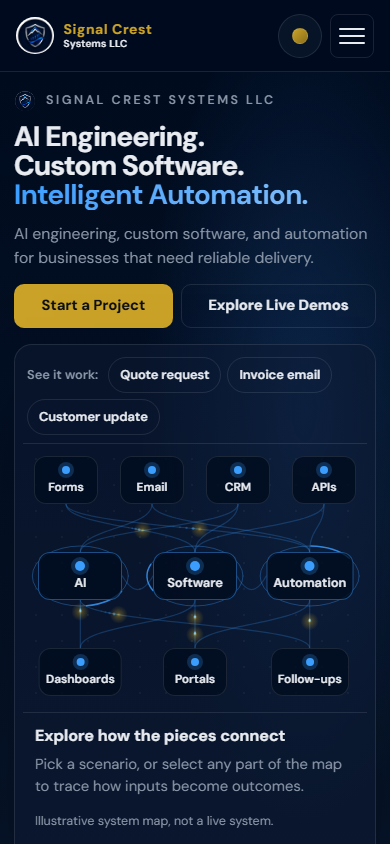 Signal Crest
Systems LLC
SIGNAL CREST SYSTEMS LLC
AI Engineering.
Custom Software.
Intelligent Automation.
AI engineering, custom software, and automation
for businesses that need reliable delivery.
Start a Project
Explore Live Demos
See it work:
Quote request
Invoice email
Customer update
Forms
Email
CRM
APIs
AI
Software
Automation
Dashboards
Portals
Follow-ups
Explore how the pieces connect
Pick a scenario, or select any part of the map
to trace how inputs become outcomes.
Illustrative system map, not a live system.